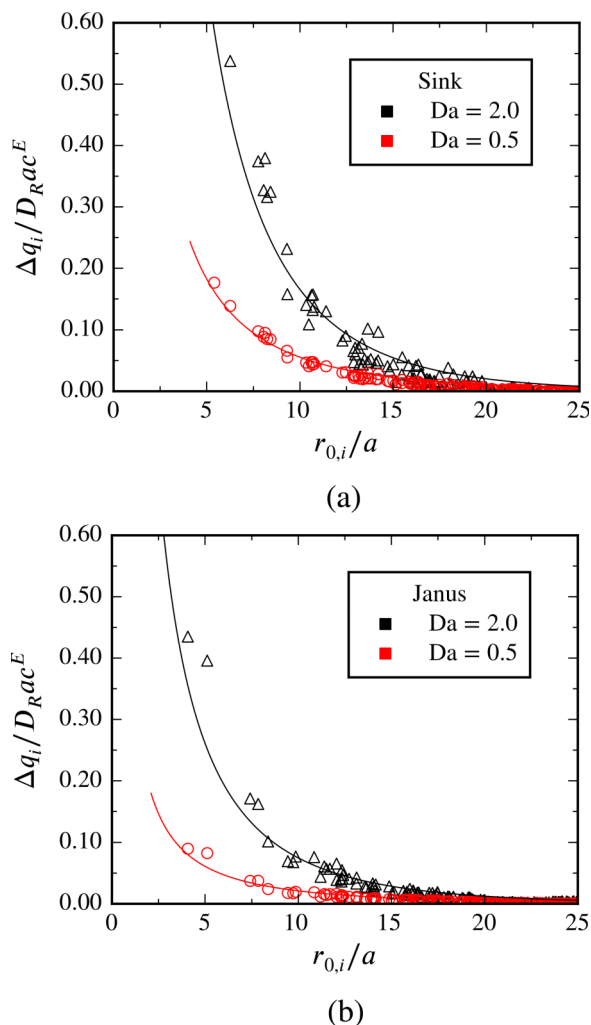 0.60
0.50
0.40
0.30
0.20
0.10
0.00
Δq_i/D_R ac^E
Sink
Da = 2.0
Da = 0.5
0 5 10 15 20 25
r_{0,i}/a
(a)
0.60
0.50
0.40
0.30
0.20
0.10
0.00
Δq_i/D_R ac^E
Janus
Da = 2.0
Da = 0.5
0 5 10 15 20 25
r_{0,i}/a
(b)